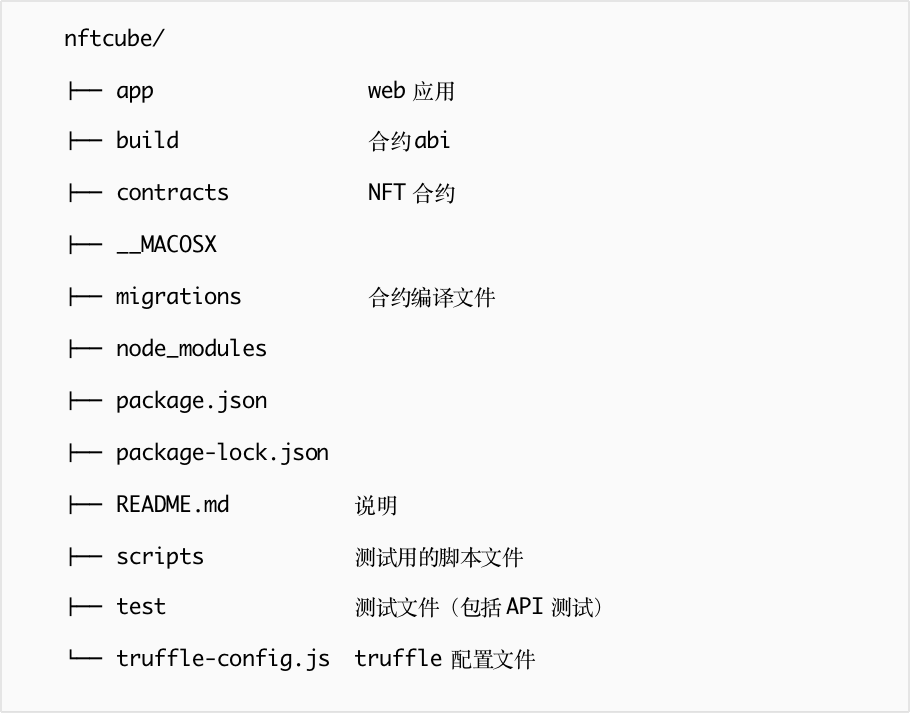 nftcube/
├── app web 应用
├── build 合约abi
├── contracts NFT 合约
├── __MACOSX
├── migrations 合约编译文件
├── node_modules
├── package.json
├── package-lock.json
├── README.md 说明
├── scripts 测试用的脚本文件
├── test 测试文件（包括 API 测试）
└── truffle-config.js truffle 配置文件